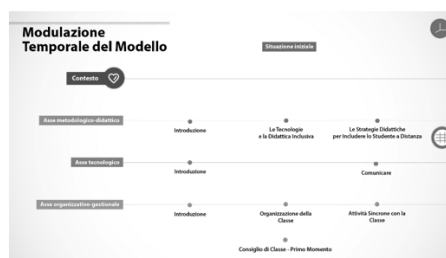 Modulazione
Temporale del Modello
Situazione iniziale
Contesto
Asse metodologico-didattico
Introduzione
Le Tecnologie
e la Didattica Inclusiva
Le Strategie Didattiche
per Includere lo Studente a Distanza
Asse tecnologico
Introduzione
Comunicare
Asse organizzativo-gestionale
Introduzione
Organizzazione della
Classe
Attività Sincrone con la
Classe
Consiglio di Classe - Primo Momento